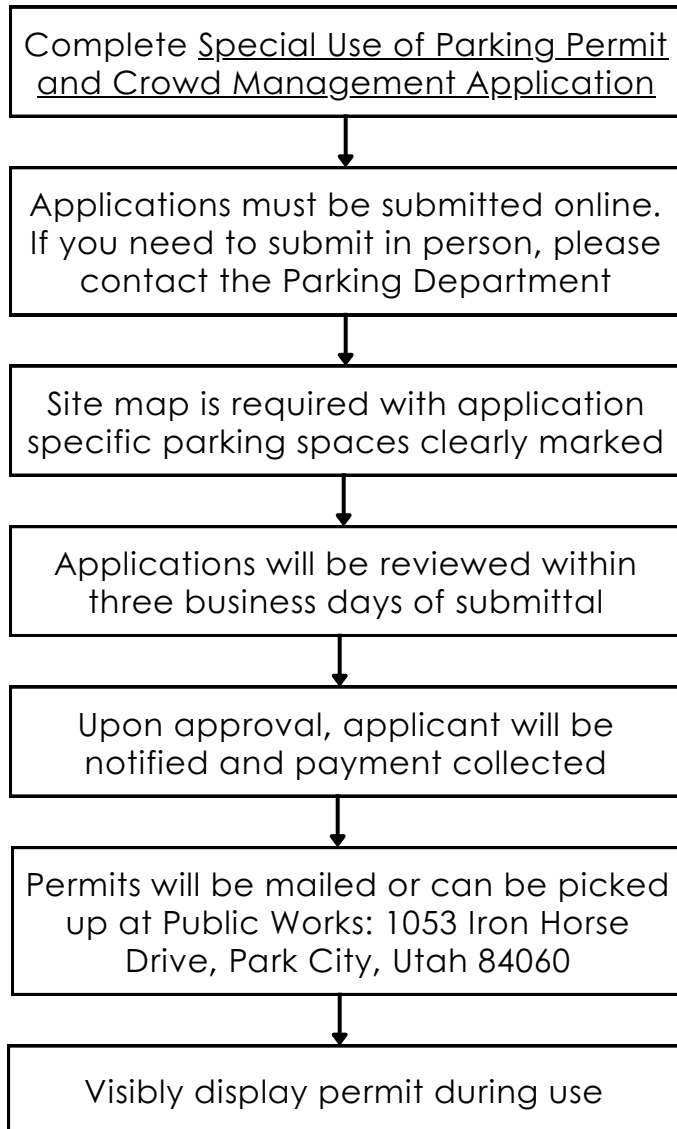 Complete Special Use of Parking Permit
and Crowd Management Application
Applications must be submitted online.
If you need to submit in person, please
contact the Parking Department
Site map is required with application
specific parking spaces clearly marked
Applications will be reviewed within
three business days of submittal
Upon approval, applicant will be
notified and payment collected
Permits will be mailed or can be picked
up at Public Works: 1053 Iron Horse
Drive, Park City, Utah 84060
Visibly display permit during use